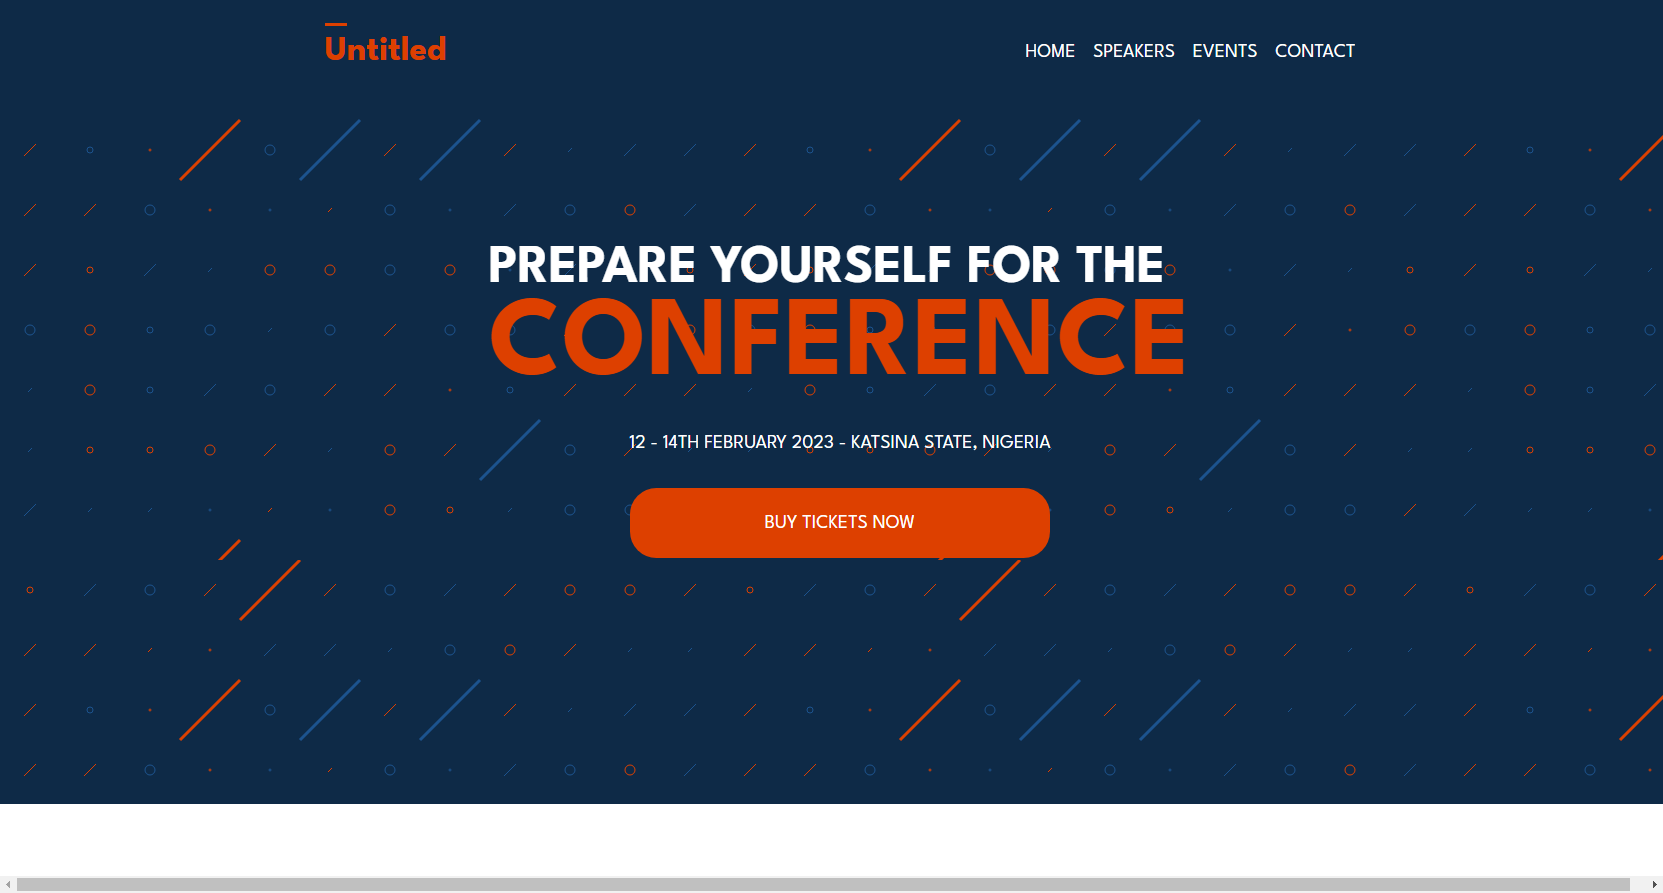 Untitled
HOME SPEAKERS EVENTS CONTACT
PREPARE YOURSELF FOR THE
CONFERENCE
12 - 14TH FEBRUARY 2023 - KATSINA STATE, NIGERIA
BUY TICKETS NOW